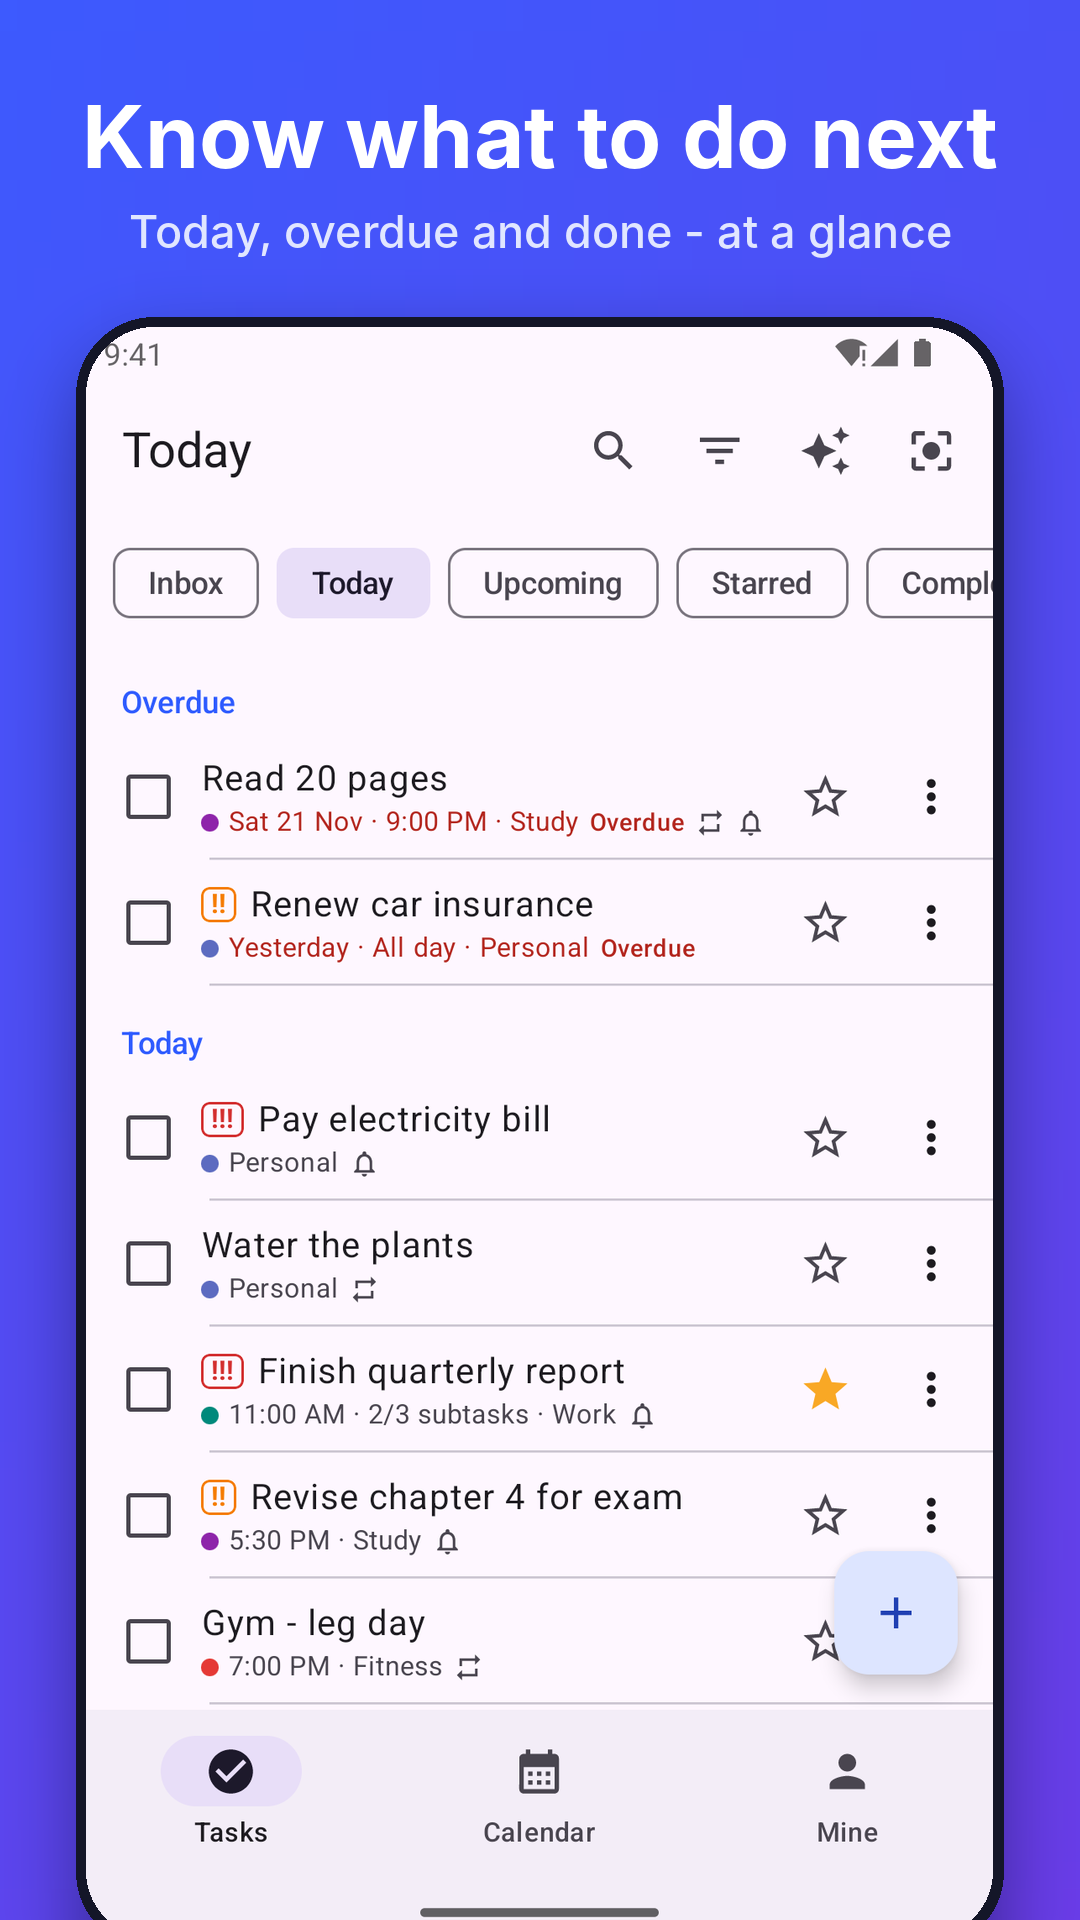 Know what to do next
Today, overdue and done - at a glance
9:41
Today
Inbox Today Upcoming Starred Comple
Overdue
Read 20 pages
Sat 21 Nov · 9:00 PM · Study Overdue
!! Renew car insurance
Yesterday · All day · Personal Overdue
Today
!!! Pay electricity bill
Personal
Water the plants
Personal
!!! Finish quarterly report
11:00 AM · 2/3 subtasks · Work
!! Revise chapter 4 for exam
5:30 PM · Study
Gym - leg day
7:00 PM · Fitness
Tasks Calendar Mine